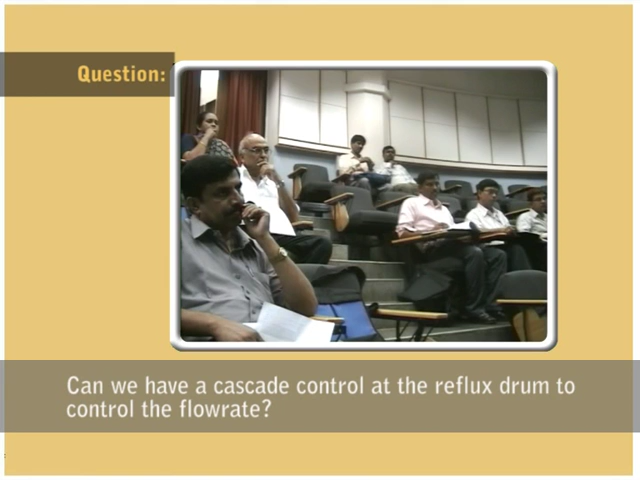 Question:
Can we have a cascade control at the reflux drum to
control the flowrate?